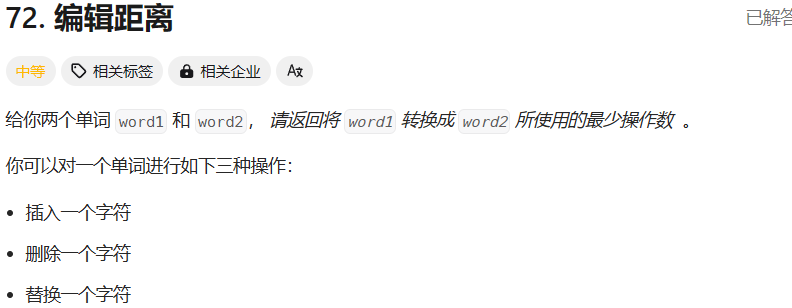 72. 编辑距离
已解答
中等 相关标签 相关企业
给你两个单词 word1 和 word2， 请返回将 word1 转换成 word2 所使用的最少操作数 。
你可以对一个单词进行如下三种操作：
• 插入一个字符
• 删除一个字符
• 替换一个字符